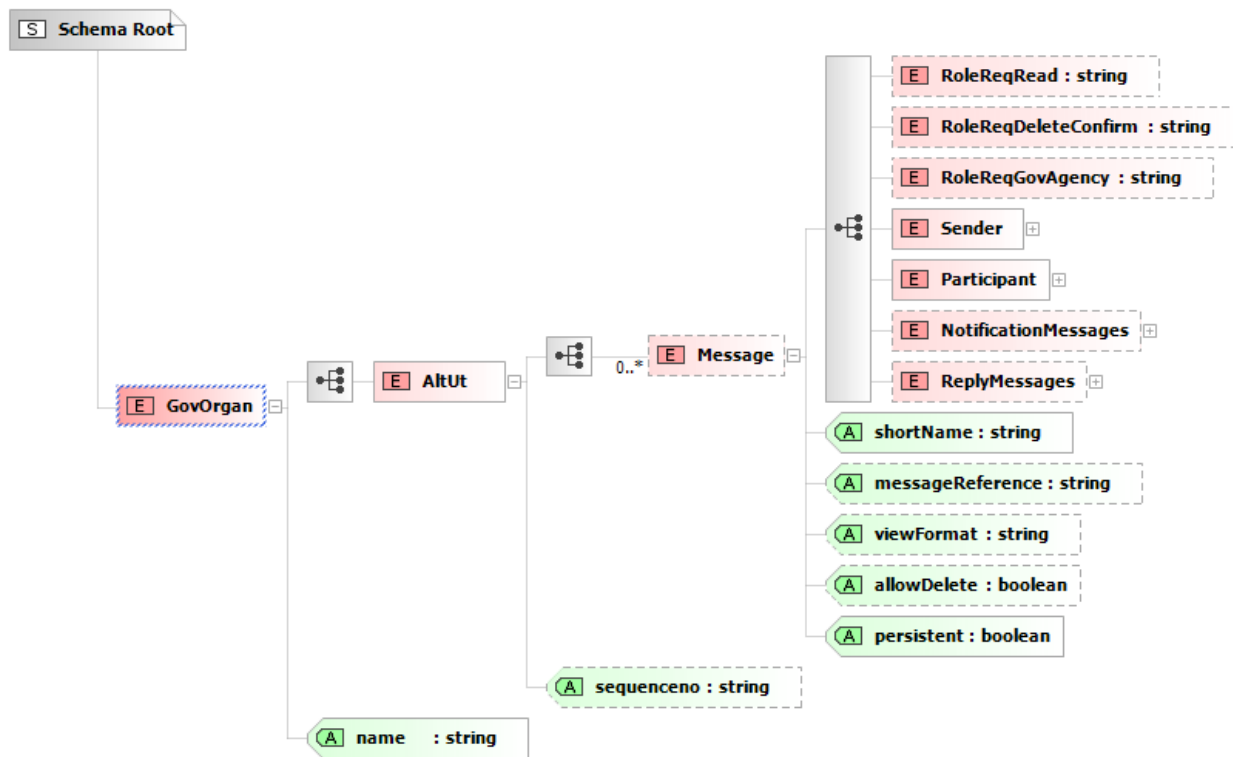 S Schema Root
E RoleReqRead : string
E RoleReqDeleteConfirm : string
E RoleReqGovAgency : string
E Sender
E Participant
E NotificationMessages
0..* E Message
E ReplyMessages
E AltUt
E GovOrgan
A shortName : string
A messageReference : string
A viewFormat : string
A allowDelete : boolean
A persistent : boolean
A sequenceno : string
A name : string